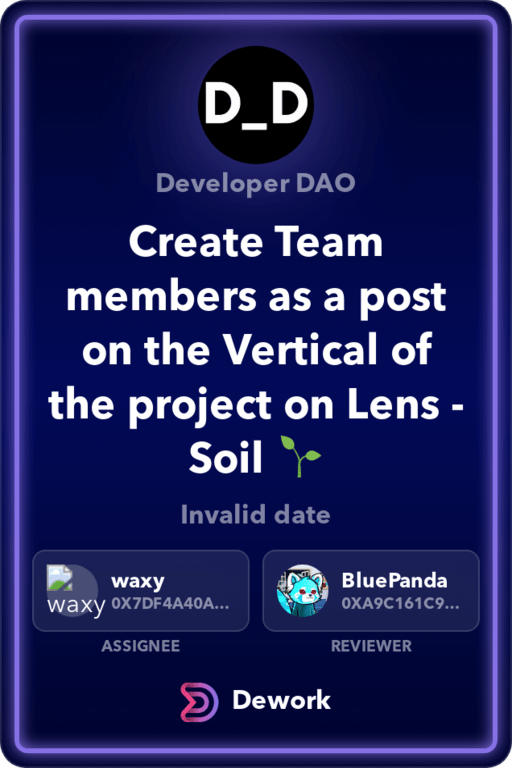 D_D
Developer DAO
Create Team
members as a post
on the Vertical of
the project on Lens -
Soil 🌱
Invalid date
waxy
waxy
0X7DF4A40A...
BluePanda
0XA9C161C9...
ASSIGNEE
REVIEWER
Dework